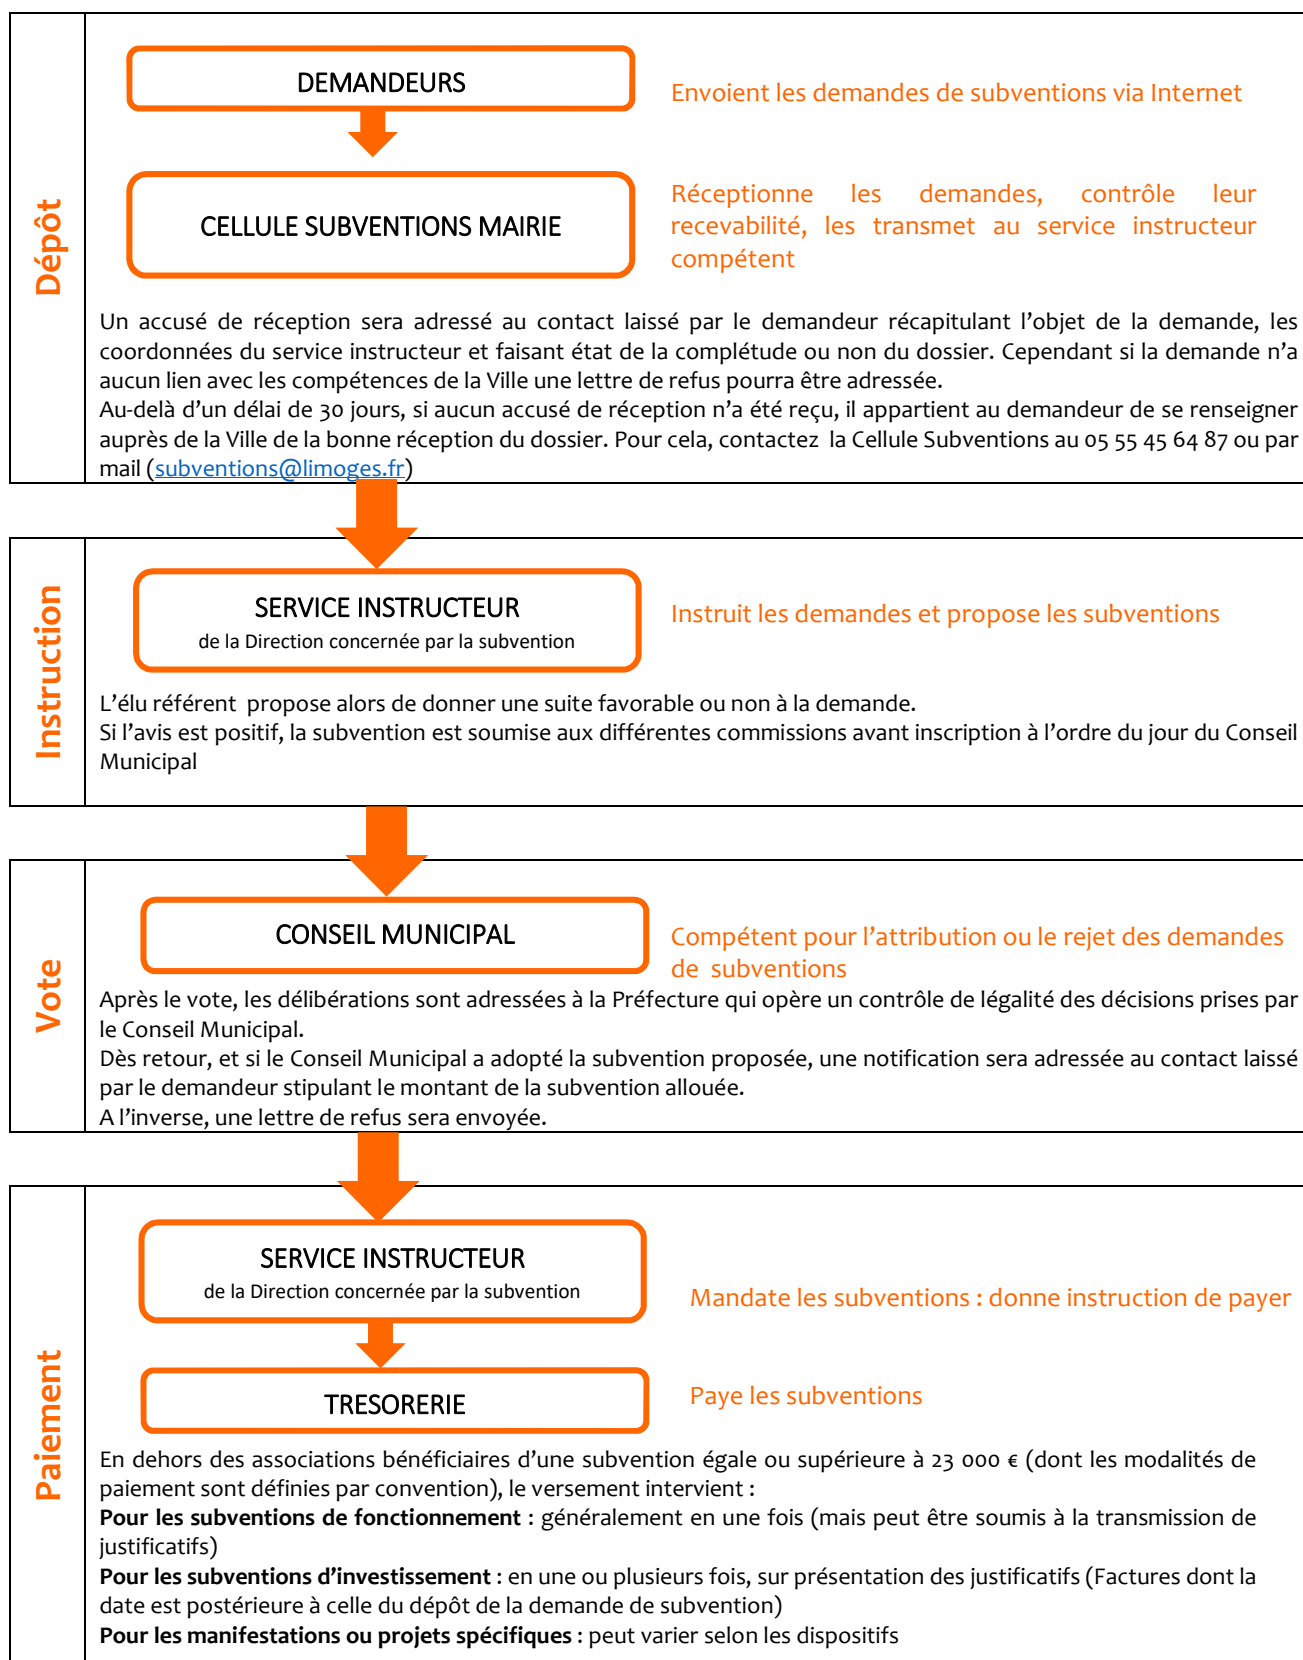 Dépôt
DEMANDEURS
Envoient les demandes de subventions via Internet
CELLULE SUBVENTIONS MAIRIE
Réceptionne les demandes, contrôle leur
recevabilité, les transmet au service instructeur
compétent
Un accusé de réception sera adressé au contact laissé par le demandeur récapitulant l’objet de la demande, les
coordonnées du service instructeur et faisant état de la complétude ou non du dossier. Cependant si la demande n’a
aucun lien avec les compétences de la Ville une lettre de refus pourra être adressée.
Au-delà d’un délai de 30 jours, si aucun accusé de réception n’a été reçu, il appartient au demandeur de se renseigner
auprès de la Ville de la bonne réception du dossier. Pour cela, contactez la Cellule Subventions au 05 55 45 64 87 ou par
mail (subventions@limoges.fr)
Instruction
SERVICE INSTRUCTEUR
de la Direction concernée par la subvention
Instruit les demandes et propose les subventions
L’élu référent propose alors de donner une suite favorable ou non à la demande.
Si l’avis est positif, la subvention est soumise aux différentes commissions avant inscription à l’ordre du jour du Conseil
Municipal
Vote
CONSEIL MUNICIPAL
Compétent pour l’attribution ou le rejet des demandes
de subventions
Après le vote, les délibérations sont adressées à la Préfecture qui opère un contrôle de légalité des décisions prises par
le Conseil Municipal.
Dès retour, et si le Conseil Municipal a adopté la subvention proposée, une notification sera adressée au contact laissé
par le demandeur stipulant le montant de la subvention allouée.
A l’inverse, une lettre de refus sera envoyée.
Paiement
SERVICE INSTRUCTEUR
de la Direction concernée par la subvention
Mandate les subventions : donne instruction de payer
TRESORERIE
Paye les subventions
En dehors des associations bénéficiaires d’une subvention égale ou supérieure à 23 000 € (dont les modalités de
paiement sont définies par convention), le versement intervient :
Pour les subventions de fonctionnement : généralement en une fois (mais peut être soumis à la transmission de
justificatifs)
Pour les subventions d’investissement : en une ou plusieurs fois, sur présentation des justificatifs (Factures dont la
date est postérieure à celle du dépôt de la demande de subvention)
Pour les manifestations ou projets spécifiques : peut varier selon les dispositifs